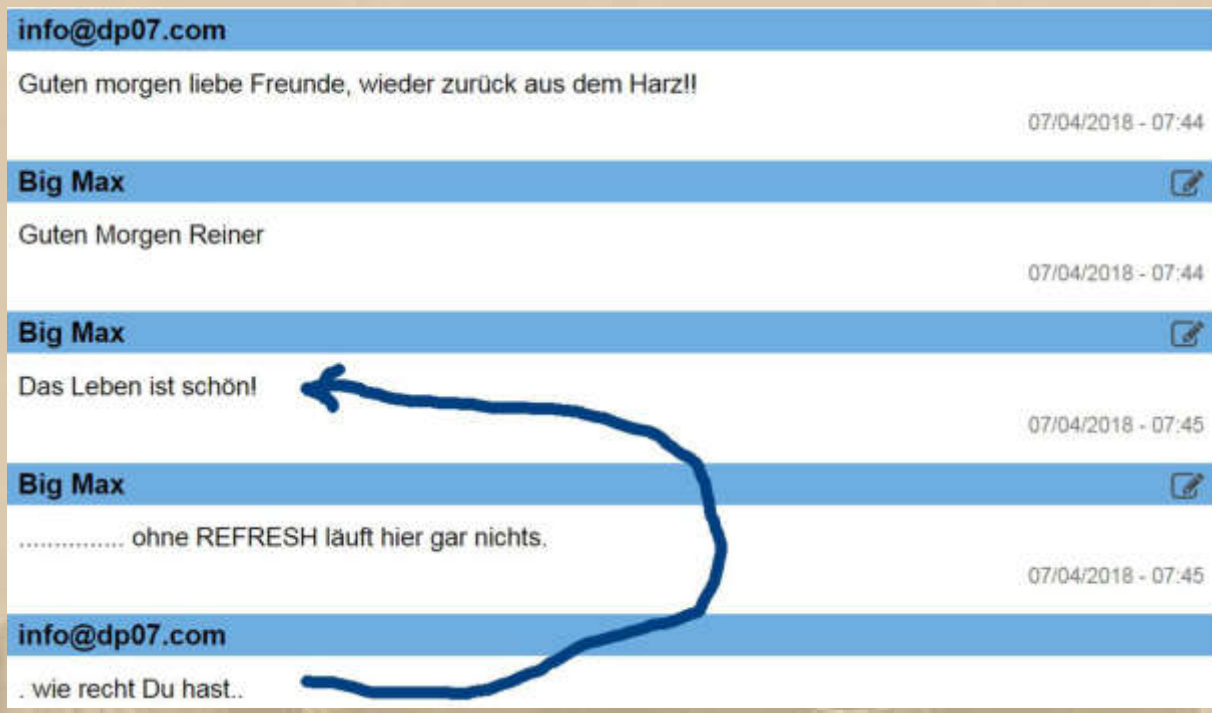 info@dp07.com
Guten morgen liebe Freunde, wieder zurück aus dem Harz!!
07/04/2018 - 07:44
Big Max
Guten Morgen Reiner
07/04/2018 - 07:44
Big Max
Das Leben ist schön!
07/04/2018 - 07:45
Big Max
............... ohne REFRESH läuft hier gar nichts.
07/04/2018 - 07:45
info@dp07.com
. wie recht Du hast..